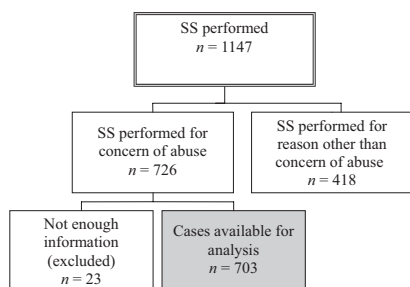 SS performed
n = 1147
SS performed for
concern of abuse
n = 726
SS performed for
reason other than
concern of abuse
n = 418
Not enough
information
(excluded)
n = 23
Cases available for
analysis
n = 703